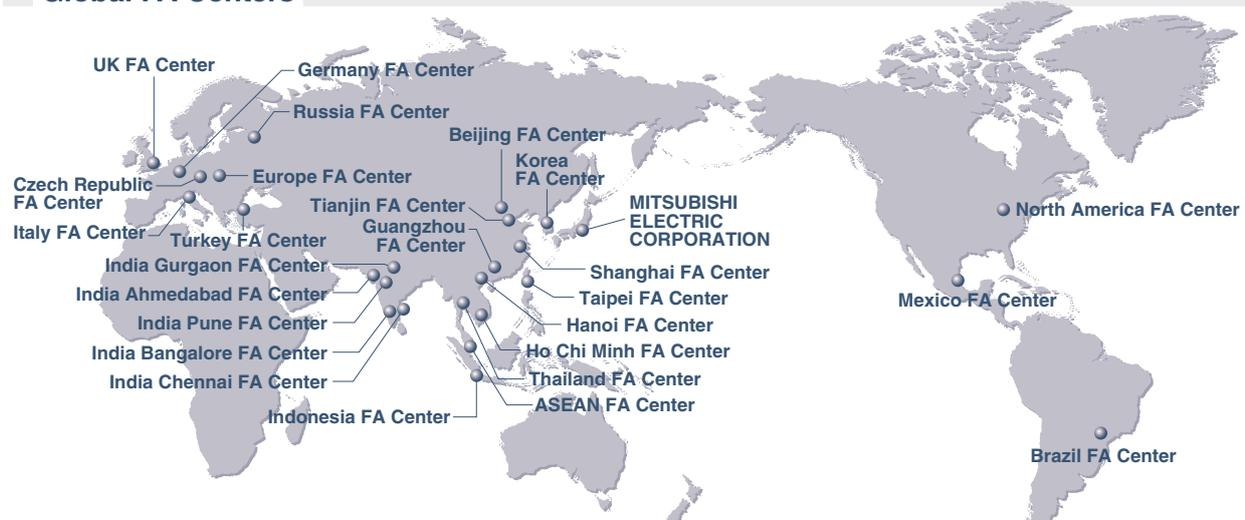 Global FA Centers
UK FA Center
Germany FA Center
Russia FA Center
Beijing FA Center
Korea
FA Center
Czech Republic
FA Center
Europe FA Center
Tianjin FA Center
MITSUBISHI
ELECTRIC
CORPORATION
North America FA Center
Italy FA Center
Turkey FA Center
Guangzhou
FA Center
India Gurgaon FA Center
Shanghai FA Center
India Ahmedabad FA Center
Taipei FA Center
Mexico FA Center
India Pune FA Center
Hanoi FA Center
India Bangalore FA Center
Ho Chi Minh FA Center
India Chennai FA Center
Thailand FA Center
ASEAN FA Center
Indonesia FA Center
Brazil FA Center